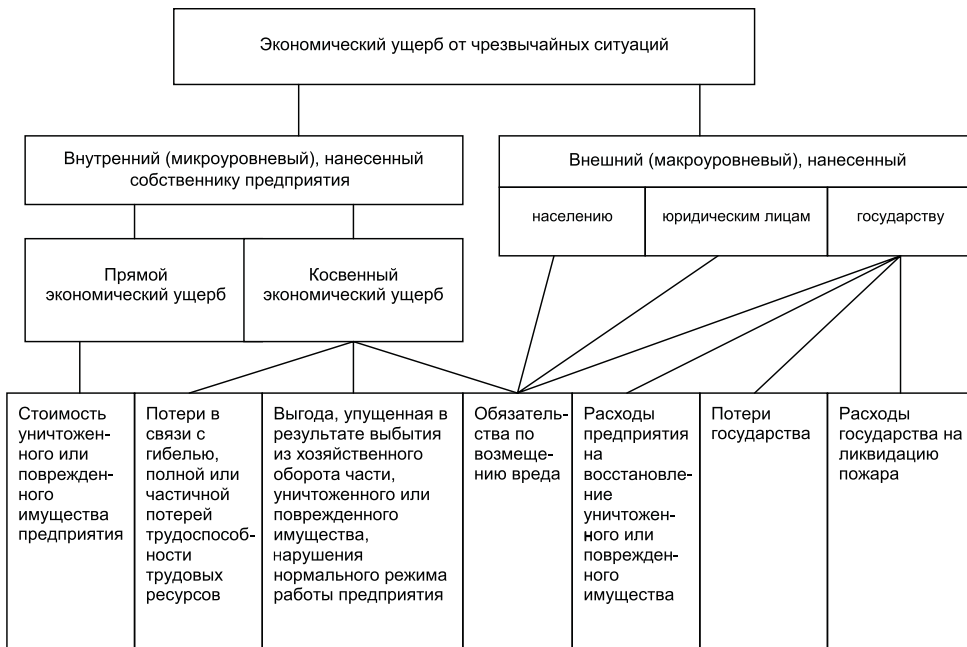 Экономический ущерб от чрезвычайных ситуаций
Внутренний (микроуровневый), нанесенный
собственнику предприятия
Внешний (макроуровневый), нанесенный
населению
юридическим лицам
государству
Прямой
экономический ущерб
Косвенный
экономический ущерб
Стоимость
уничтожен-
ного или
поврежден-
ного
имущества
предприятия
Потери в
связи с
гибелью,
полной или
частичной
потерей
трудоспособ-
ности
трудовых
ресурсов
Выгода, упущенная в
результате выбытия
из хозяйственного
оборота части,
уничтоженного или
поврежденного
имущества,
нарушения
нормального режима
работы предприятия
Обязатель-
ства по
возмеще-
нию вреда
Расходы
предприятия
на
восстановление
уничтожен-
ного или
поврежден-
ного
имущества
Потери
государства
Расходы
государства на
ликвидацию
пожара